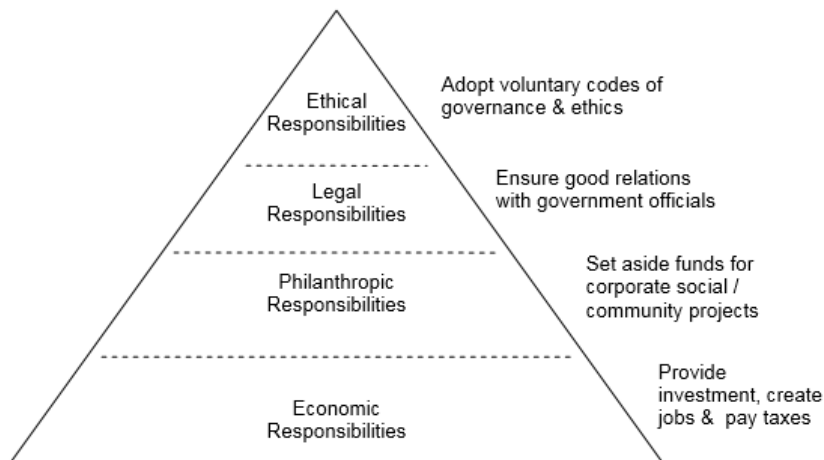 Ethical
Responsibilities
Adopt voluntary codes of
governance & ethics
Legal
Responsibilities
Ensure good relations
with government officials
Philanthropic
Responsibilities
Set aside funds for
corporate social /
community projects
Economic
Responsibilities
Provide
investment, create
jobs & pay taxes